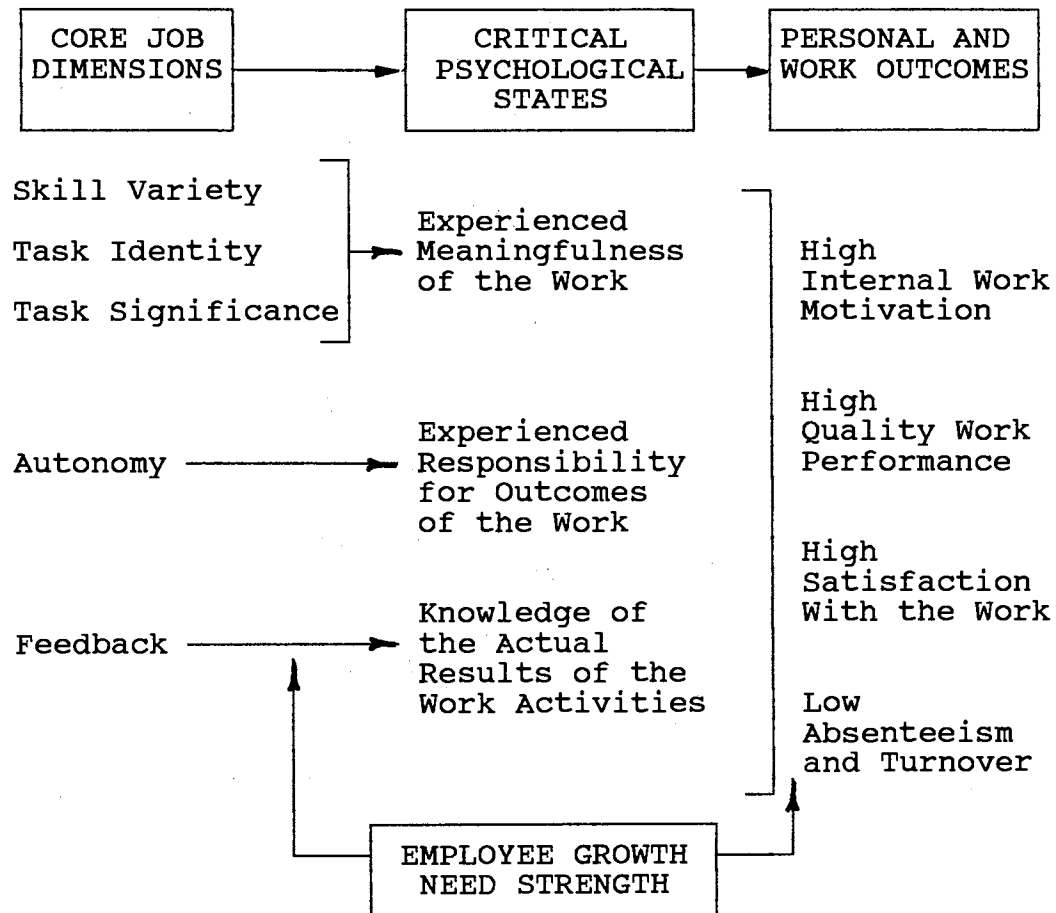 CORE JOB
DIMENSIONS
CRITICAL
PSYCHOLOGICAL
STATES
PERSONAL AND
WORK OUTCOMES
Skill Variety
Task Identity
Task Significance
Experienced
Meaningfulness
of the Work
High
Internal Work
Motivation
Autonomy
Experienced
Responsibility
for Outcomes
of the Work
High
Quality Work
Performance
Feedback
Knowledge of
the Actual
Results of the
Work Activities
High
Satisfaction
With the Work
Low
Absenteeism
and Turnover
EMPLOYEE GROWTH
NEED STRENGTH